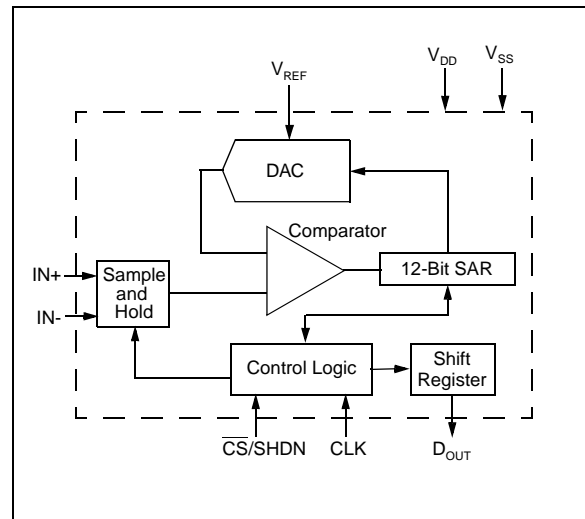 V_REF
V_DD
V_SS
DAC
Comparator
IN+
IN-
Sample
and
Hold
12-Bit SAR
Control Logic
Shift
Register
C̅S̅/SHDN
CLK
D_OUT